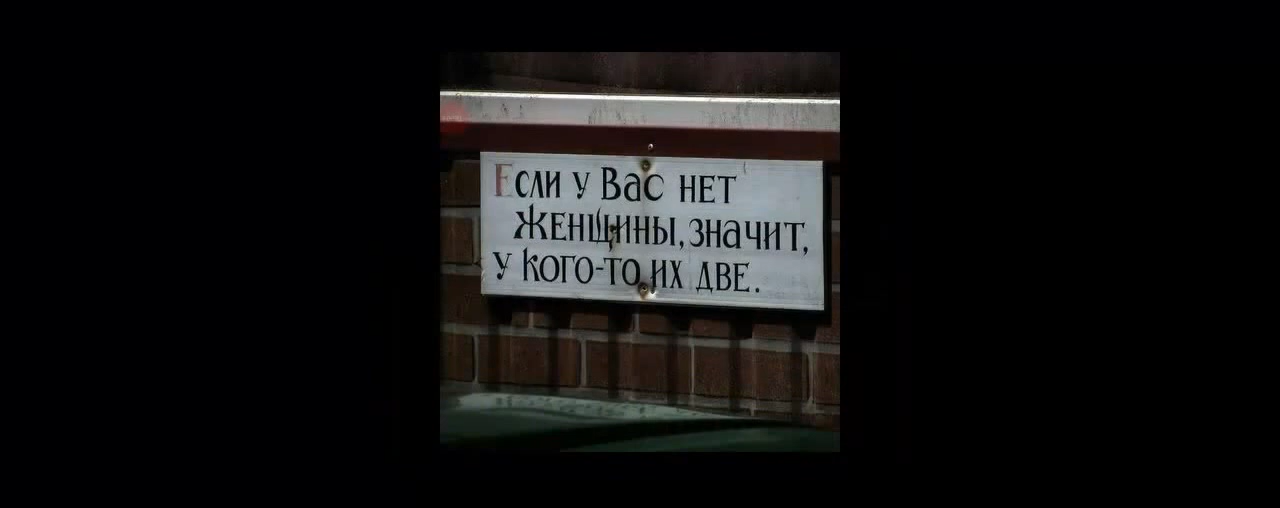 Если у Вас нет
женщины, значит,
у кого-то их две.